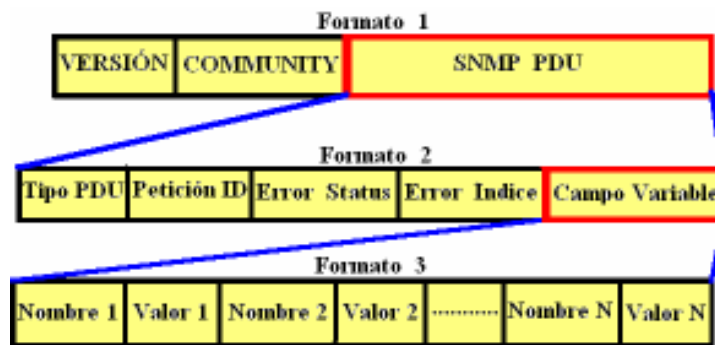 Formato 1
VERSIÓN COMMUNITY SNMP PDU
Formato 2
Tipo PDU Petición ID Error Status Error Indice Campo Variable
Formato 3
Nombre 1 Valor 1 Nombre 2 Valor 2 ........... Nombre N Valor N